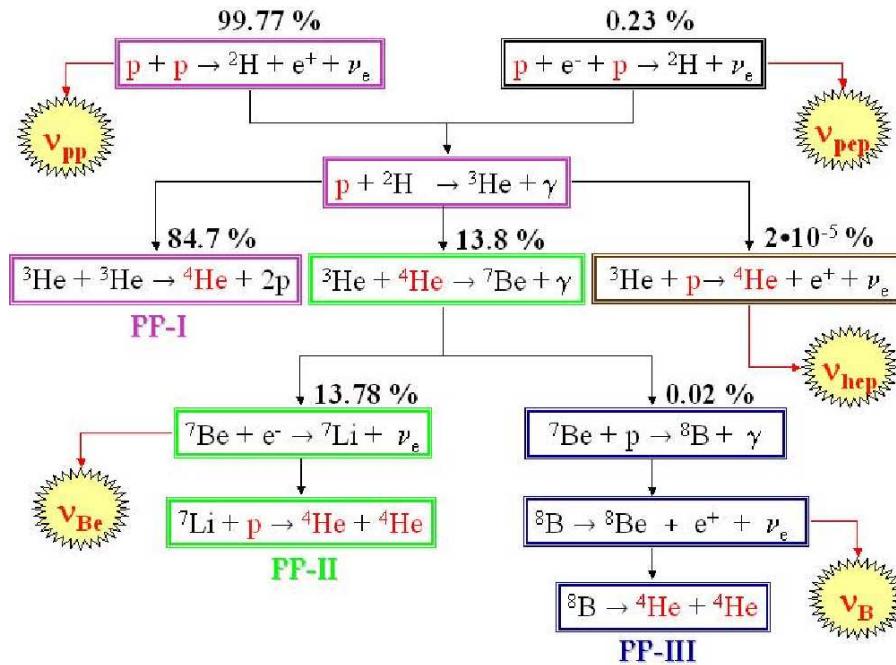 99.77 %
0.23 %
p + p → ²H + e⁺ + νₑ
p + e⁻ + p → ²H + νₑ
νpp
νpep
p + ²H → ³He + γ
84.7 %
13.8 %
2•10⁻⁵ %
³He + ³He → ⁴He + 2p
³He + ⁴He → ⁷Be + γ
³He + p → ⁴He + e⁺ + νₑ
PP-I
νhep
13.78 %
0.02 %
⁷Be + e⁻ → ⁷Li + νₑ
⁷Be + p → ⁸B + γ
νBe
⁷Li + p → ⁴He + ⁴He
⁸B → ⁸Be + e⁺ + νₑ
PP-II
νB
⁸B → ⁴He + ⁴He
PP-III